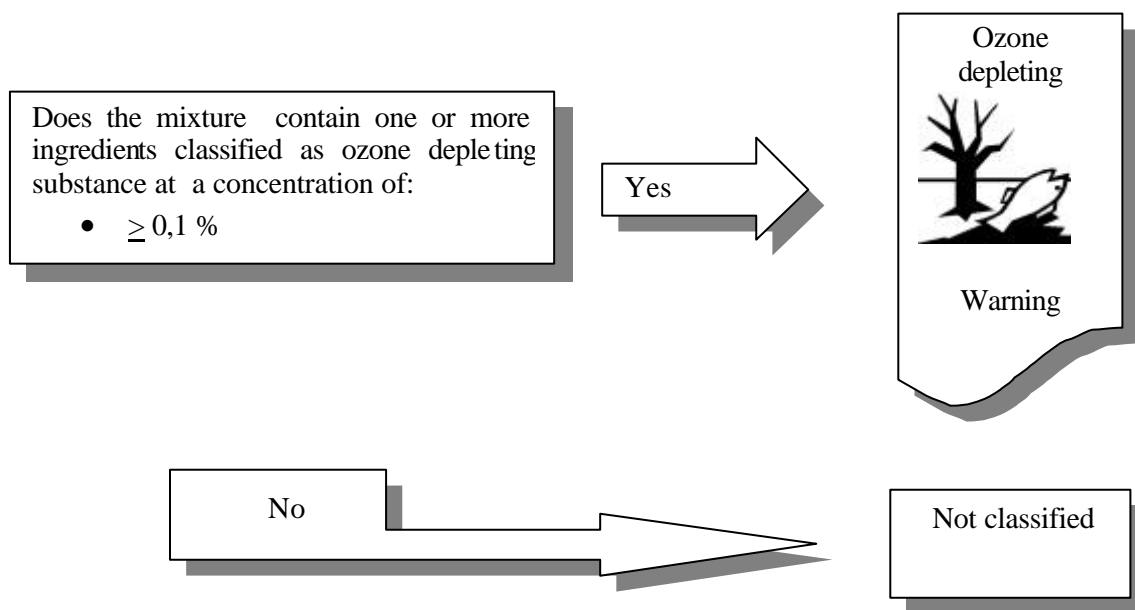 Ozone
depleting
Does the mixture contain one or more
ingredients classified as ozone depleting
substance at a concentration of:
• ≥ 0,1 %
Yes
Warning
No
Not classified